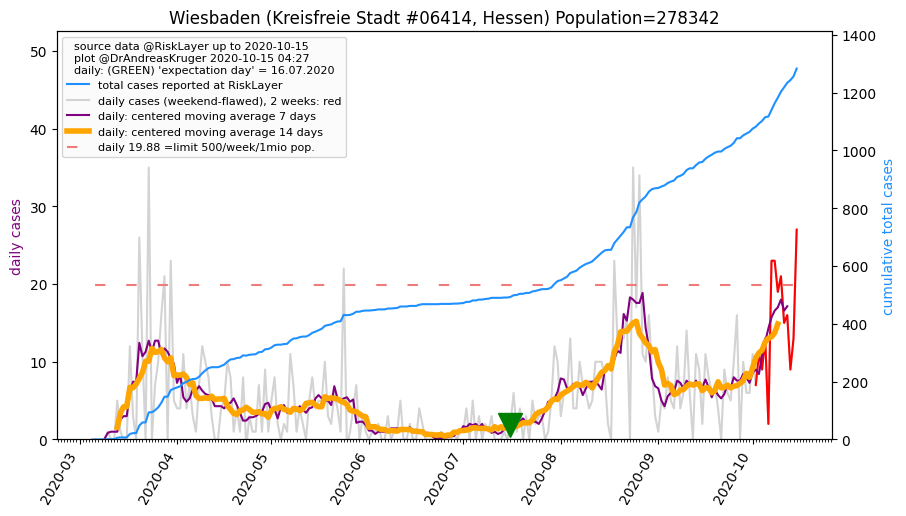 Wiesbaden (Kreisfreie Stadt #06414, Hessen) Population=278342
source data @RiskLayer up to 2020-10-15
plot @DrAndreasKruger 2020-10-15 04:27
daily: (GREEN) 'expectation day' = 16.07.2020
total cases reported at RiskLayer
daily cases (weekend-flawed), 2 weeks: red
daily: centered moving average 7 days
daily: centered moving average 14 days
daily 19.88 =limit 500/week/1mio pop.
daily cases
50
40
30
20
10
0
cumulative total cases
1400
1200
1000
800
600
400
200
0
2020-03
2020-04
2020-05
2020-06
2020-07
2020-08
2020-09
2020-10